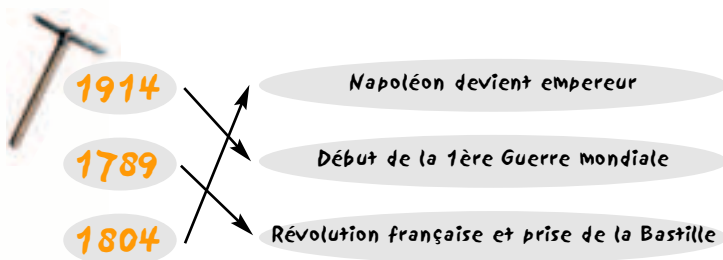 1914
Napoléon devient empereur
1789
Début de la 1ère Guerre mondiale
1804
Révolution française et prise de la Bastille